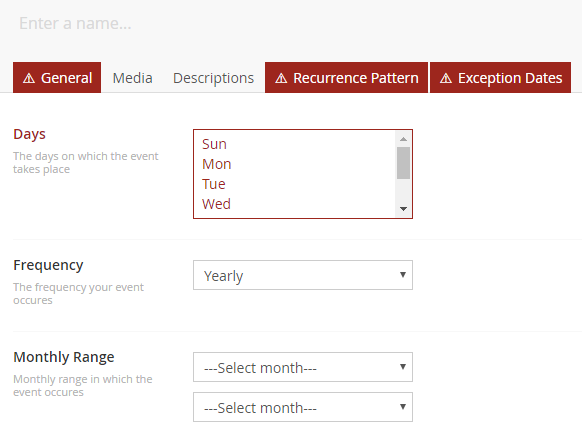 Enter a name...
⚠ General Media Descriptions ⚠ Recurrence Pattern ⚠ Exception Dates
Days
The days on which the event
takes place
Sun
Mon
Tue
Wed
Frequency
The frequency your event
occures
Yearly
Monthly Range
Monthly range in which the
event occures
---Select month---
---Select month---